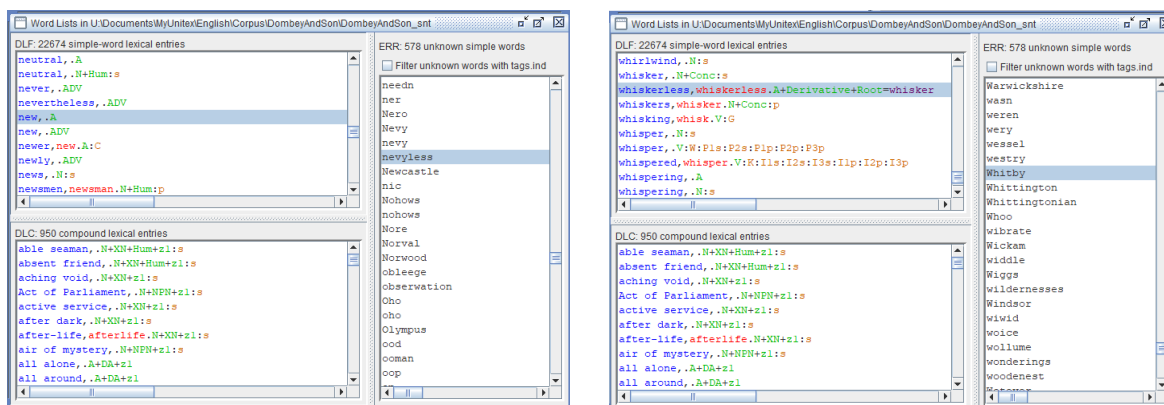 Word Lists in U:\Documents\MyUnitex\English\Corpus\DombeyAndSon\DombeyAndSon_snt
DLF: 22674 simple-word lexical entries
neutral,.A
neutral,.N+Hum:s
never,.ADV
nevertheless,.ADV
new,.A
new,.ADV
newer,new.A:C
newly,.ADV
news,.N:s
newsmen,newsman.N+Hum:p
DLC: 950 compound lexical entries
able seaman,.N+XN+Hum+z1:s
absent friend,.N+XN+Hum+z1:s
aching void,.N+XN+z1:s
Act of Parliament,.N+NPN+z1:s
active service,.N+XN+z1:s
after dark,.N+XN+z1:s
after-life,afterlife.N+XN+z1:s
air of mystery,.N+NPN+z1:s
all alone,.A+DA+z1
all around,.A+DA+z1
ERR: 578 unknown simple words
Filter unknown words with tags.ind
needn
ner
Nero
Nevy
nevy
nevyless
Newcastle
nic
Nohows
nohows
Nore
Norval
Norwood
obleege
obserwation
Oho
oho
Olympus
ood
ooman
oop
Word Lists in U:\Documents\MyUnitex\English\Corpus\DombeyAndSon\DombeyAndSon_snt
DLF: 22674 simple-word lexical entries
whirlwind,.N:s
whisker,.N+Conc:s
whiskerless,whiskerless.A+Derivative+Root=whisker
whiskers,whisker.N+Conc:p
whisking,whisk.V:G
whisper,.N:s
whisper,.V:W:P1s:P2s:P1p:P2p:P3p
whispered,whisper.V:K:I1s:I2s:I3s:I1p:I2p:I3p
whispering,.A
whispering,.N:s
DLC: 950 compound lexical entries
able seaman,.N+XN+Hum+z1:s
absent friend,.N+XN+Hum+z1:s
aching void,.N+XN+z1:s
Act of Parliament,.N+NPN+z1:s
active service,.N+XN+z1:s
after dark,.N+XN+z1:s
after-life,afterlife.N+XN+z1:s
air of mystery,.N+NPN+z1:s
all alone,.A+DA+z1
all around,.A+DA+z1
ERR: 578 unknown simple words
Filter unknown words with tags.ind
Warwickshire
wasn
weren
wery
wessel
westry
Whitby
Whittington
Whittingtonian
Whoo
wibrate
Wickam
widdle
Wiggs
wildernesses
Windsor
wiwid
woice
wollume
wonderings
woodenest